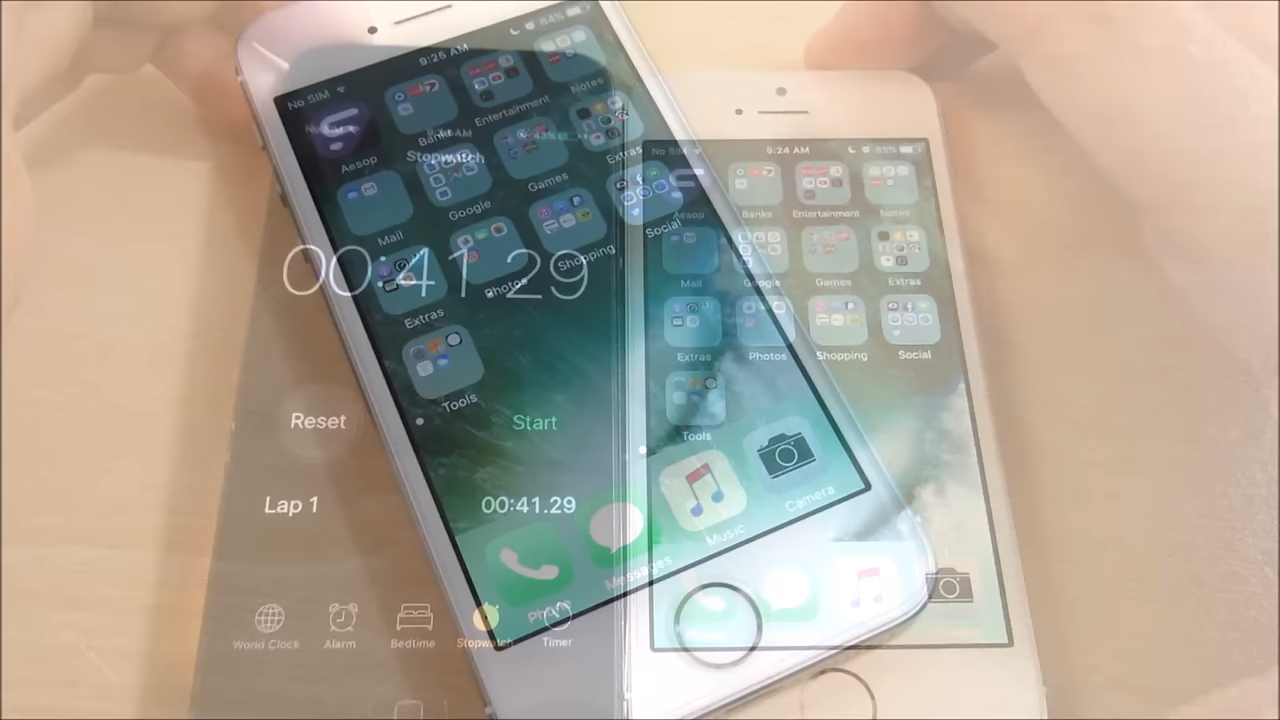 9:25 AM
64%
No SIM
Aesop
Banks
Entertainment
Notes
Mail
Google
Games
Extras
Extras
Photos
Shopping
Social
Tools
Phone
Messages
Music
Camera
Stopwatch
00:41.29
Reset
Start
Lap 1
00:41.29
World Clock
Alarm
Bedtime
Stopwatch
Timer
No SIM
9:24 AM
Aesop
Banks
Entertainment
Notes
Mail
Google
Games
Extras
Extras
Photos
Shopping
Social
Tools